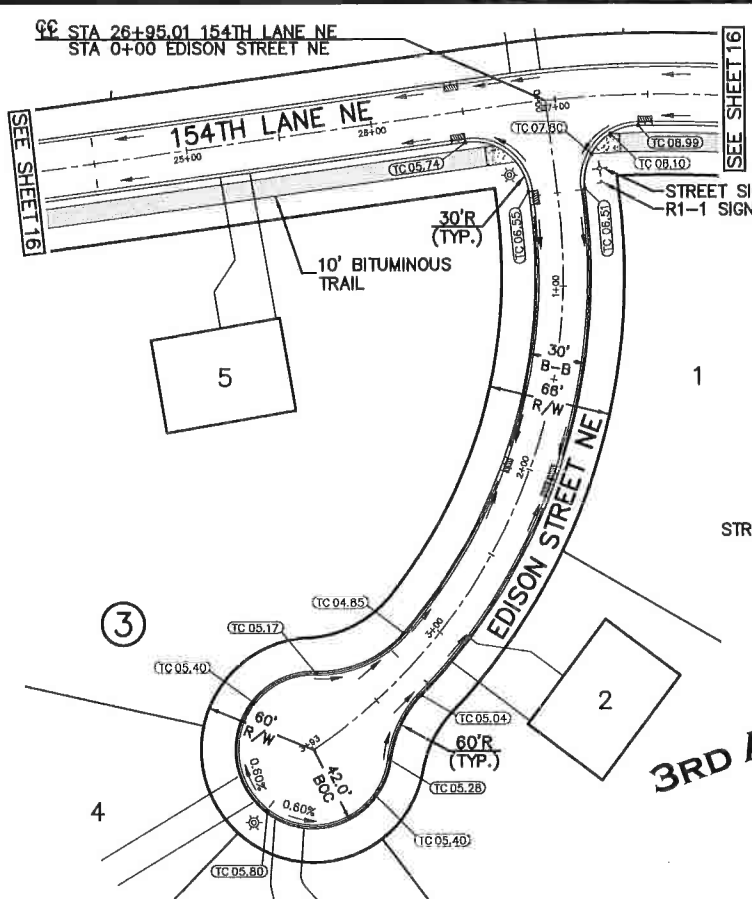 STA 26+95.01 154TH LANE NE
STA 0+00 EDISON STREET NE
SEE SHEET 16
154TH LANE NE
25+00
26+00
27+00
SEE SHEET 16
TC 07.80
TC 08.99
TC 08.10
TC 05.74
TC 06.55
TC 06.51
STREET SI
R1-1 SIGN
30'R
(TYP.)
10' BITUMINOUS
TRAIL
1+00
5
30'
B-B
68'
R/W
1
2+00
EDISON STREET NE
STR
3
TC 04.85
TC 05.17
3+00
TC 05.40
2
60'
R/W
3+93
TC 05.04
60'R
(TYP.)
42.0'
BOC
3RD
TC 05.28
0.60%
0.60%
4
TC 05.40
TC 05.80